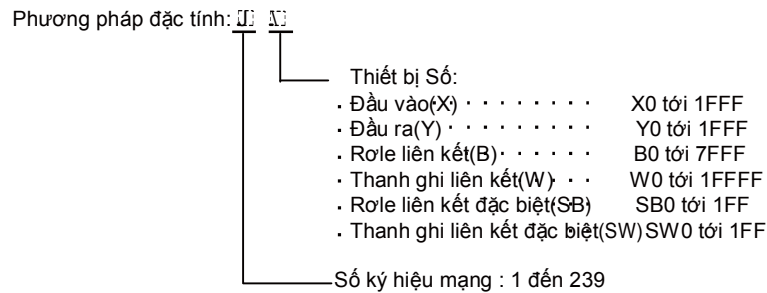 Phương pháp đặc tính: J\
Thiết bị Số:
· Đầu vào(X) · · · · · · · · · X0 tới 1FFF
· Đầu ra(Y) · · · · · · · · · Y0 tới 1FFF
· Rơle liên kết(B) · · · · · · B0 tới 7FFF
· Thanh ghi liên kết(W) · · · W0 tới 1FFFF
· Rơle liên kết đặc biệt(SB) SB0 tới 1FF
· Thanh ghi liên kết đặc biệt(SW) SW0 tới 1FF
Số ký hiệu mạng : 1 đến 239